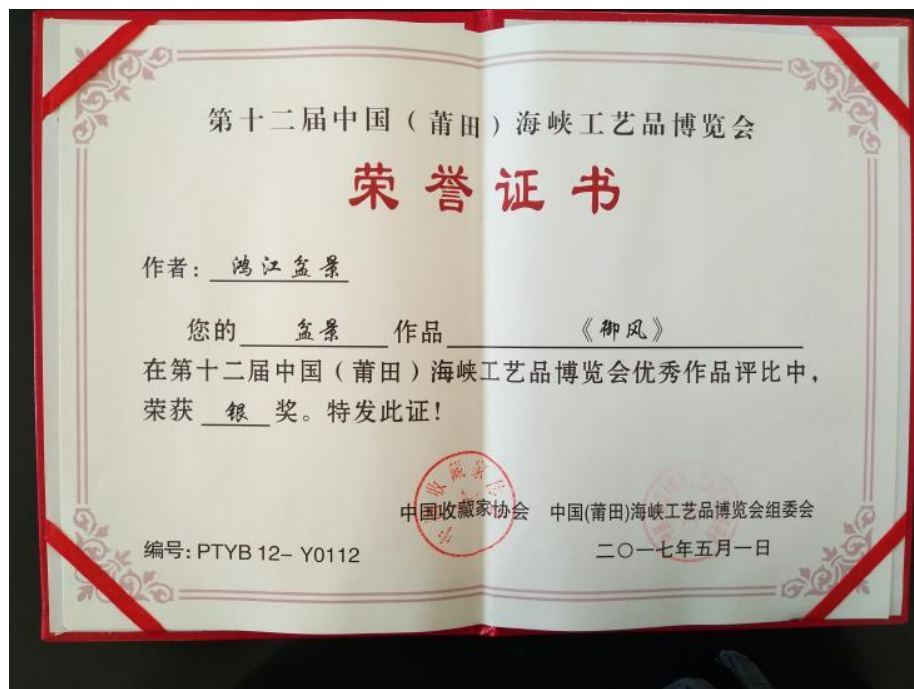 第十二届中国（莆田）海峡工艺品博览会
荣誉证书
作者：鸿江盆景
您的 盆景 作品 《御风》
在第十二届中国（莆田）海峡工艺品博览会优秀作品评比中，
荣获 银 奖。特发此证！
中国收藏家协会 中国(莆田)海峡工艺品博览会组委会
编号：PTYB 12- Y0112 二〇一七年五月一日